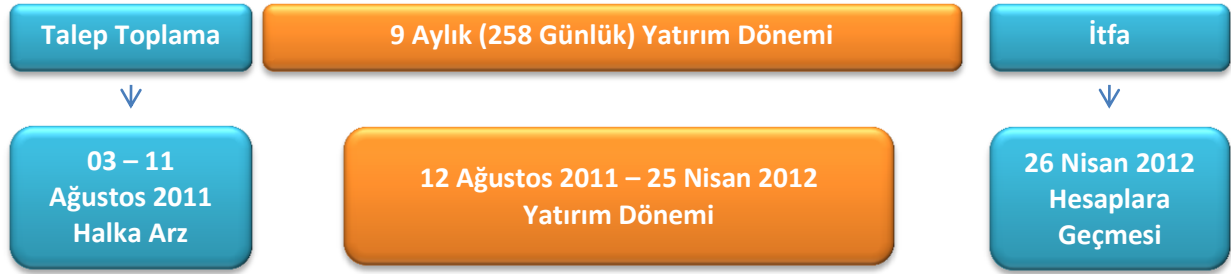 Talep Toplama
9 Aylık (258 Günlük) Yatırım Dönemi
İtfa
03 – 11
Ağustos 2011
Halka Arz
12 Ağustos 2011 – 25 Nisan 2012
Yatırım Dönemi
26 Nisan 2012
Hesaplara
Geçmesi